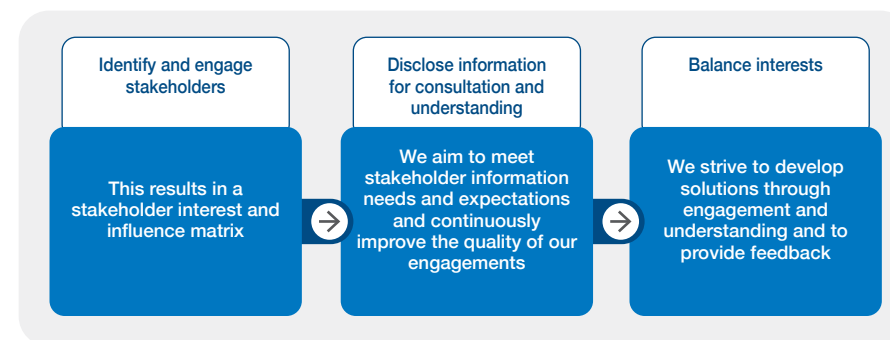 Identify and engage
stakeholders
This results in a
stakeholder interest and
influence matrix
Disclose information
for consultation and
understanding
We aim to meet
stakeholder information
needs and expectations
and continuously
improve the quality of our
engagements
Balance interests
We strive to develop
solutions through
engagement and
understanding and to
provide feedback